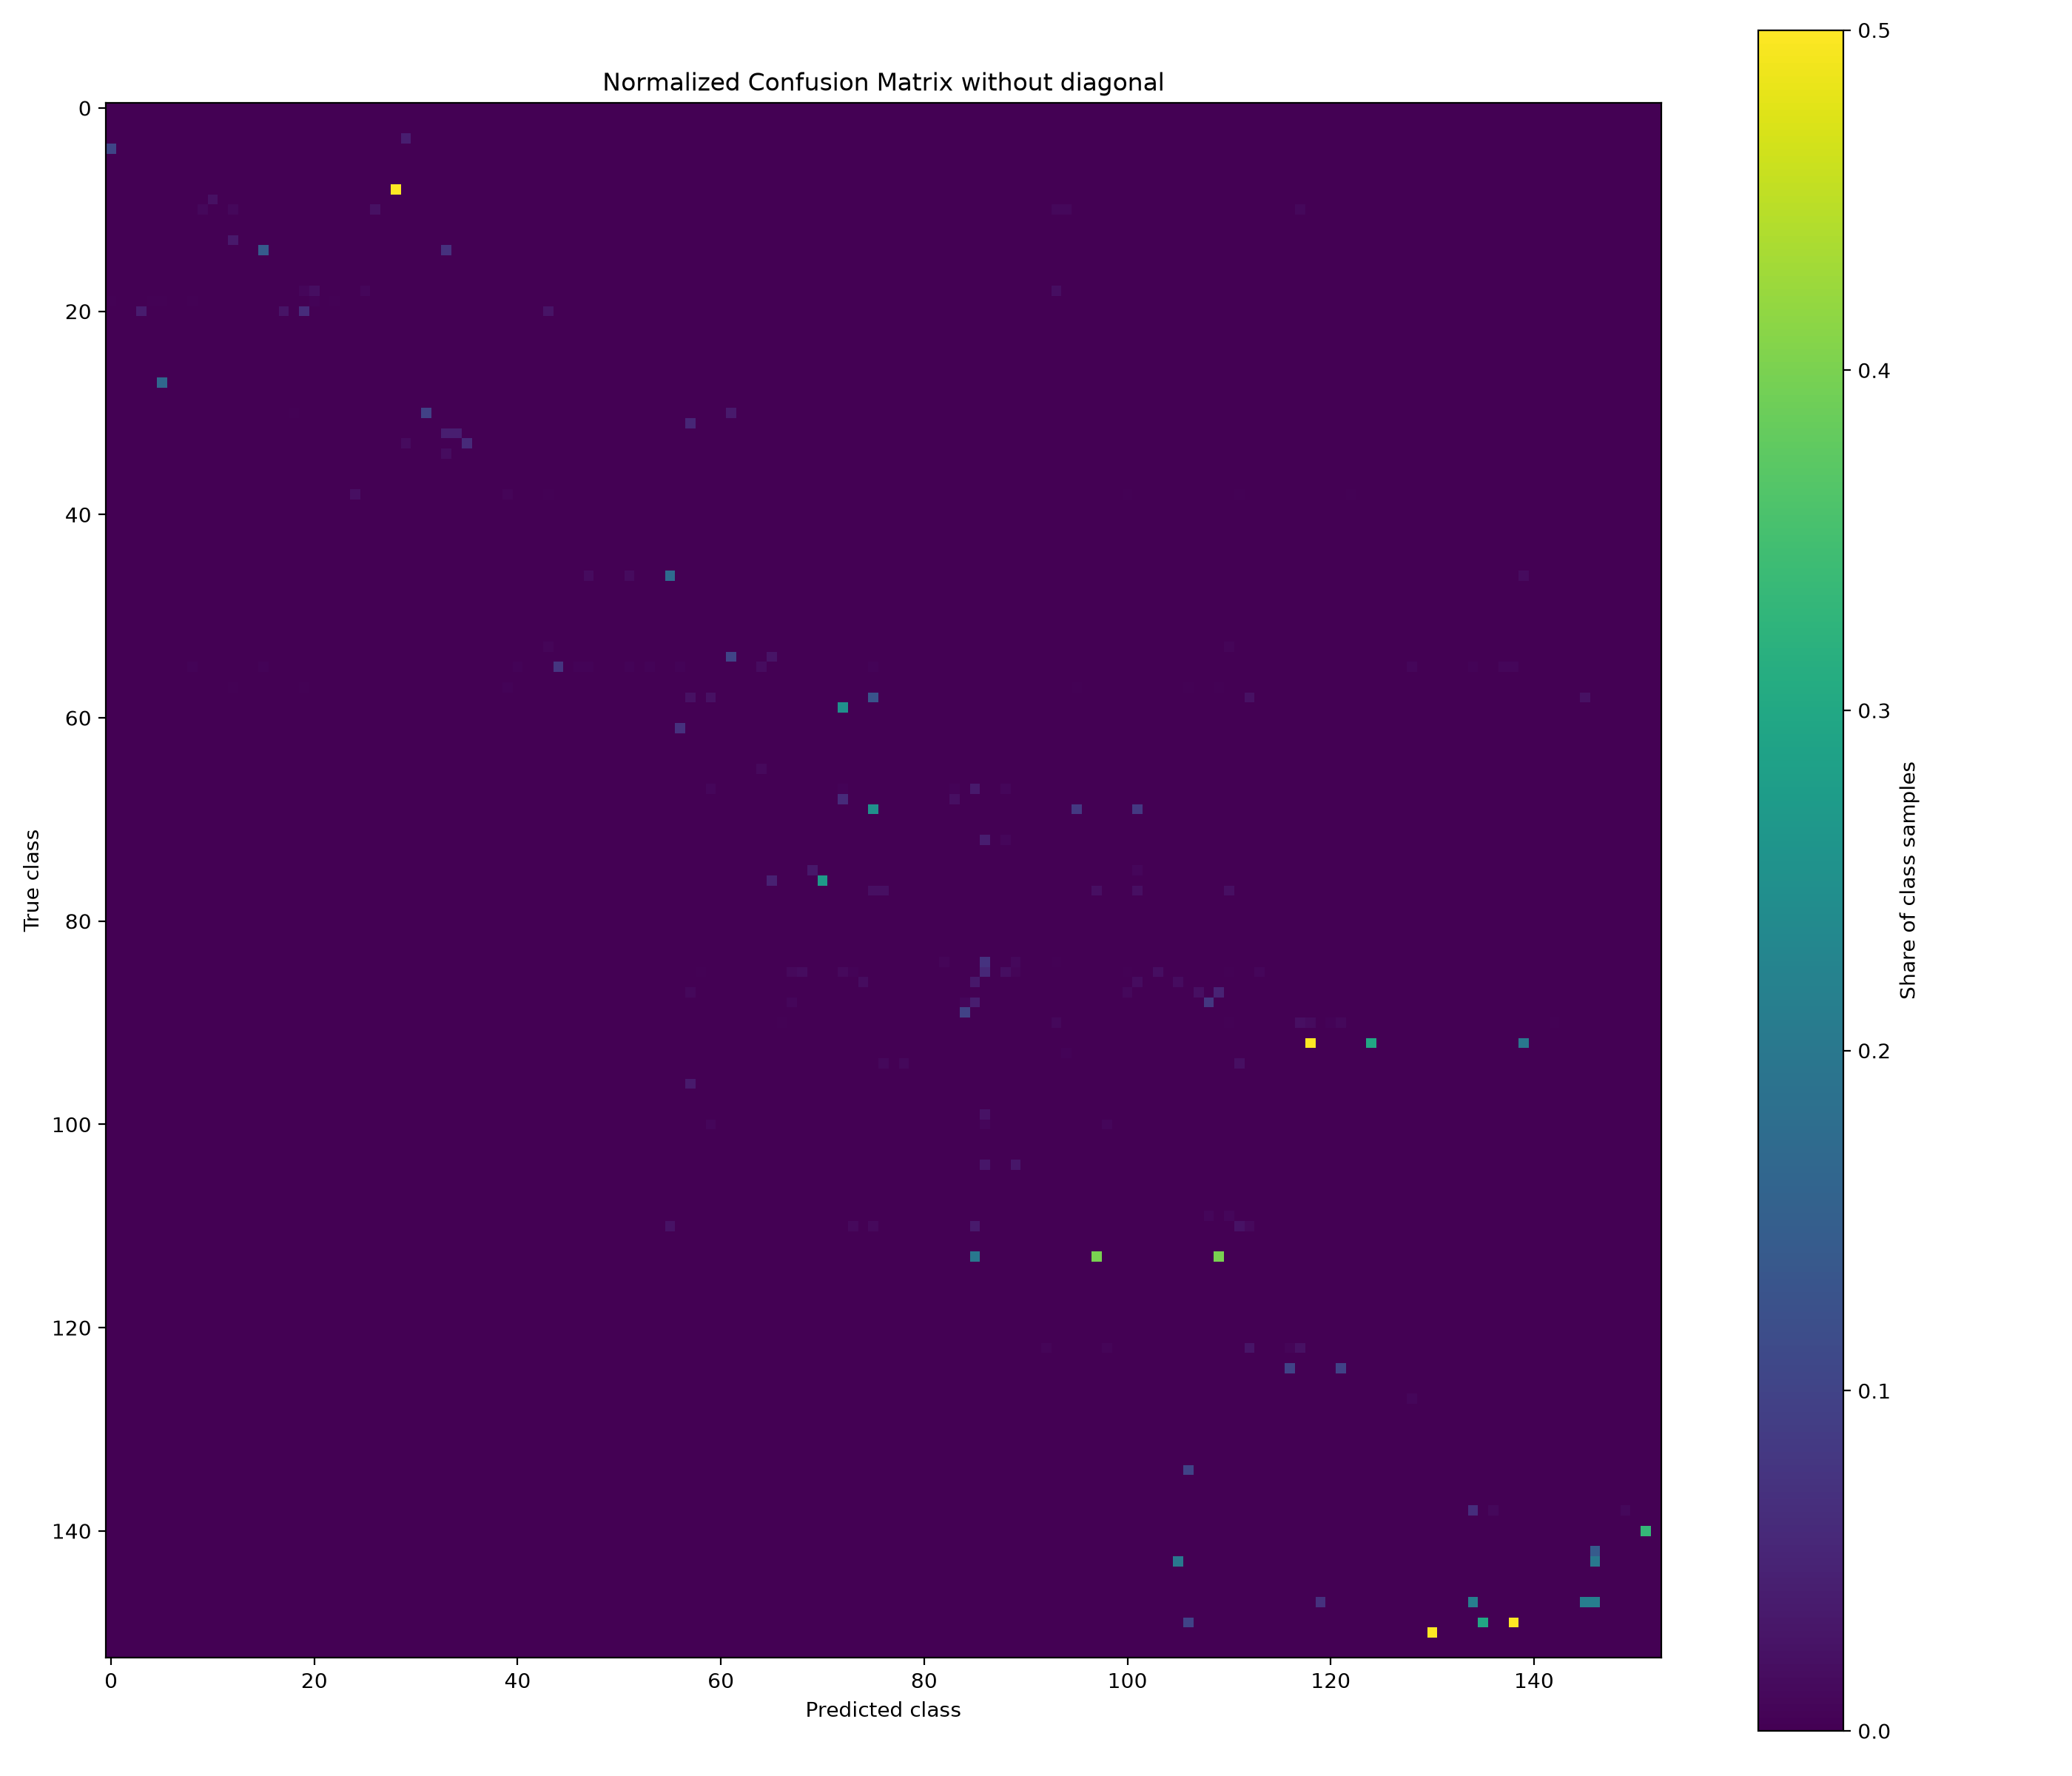 Normalized Confusion Matrix without diagonal
0
20
40
60
80
100
120
140
True class
0 20 40 60 80 100 120 140
Predicted class
0.5
0.4
0.3
0.2
0.1
0.0
Share of class samples